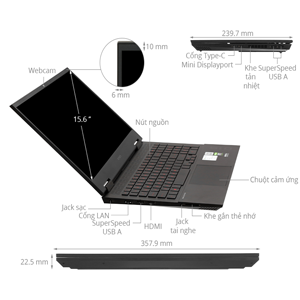 239.7 mm
10 mm
Webcam
Cổng Type-C
Mini Displayport
Khe
tản
nhiệt
SuperSpeed
USB A
6 mm
15.6"
Nút nguồn
Chuột cảm ứng
Jack sạc
Cổng LAN
SuperSpeed
USB A
HDMI
Jack
tai nghe
Khe gắn thẻ nhớ
357.9 mm
22.5 mm